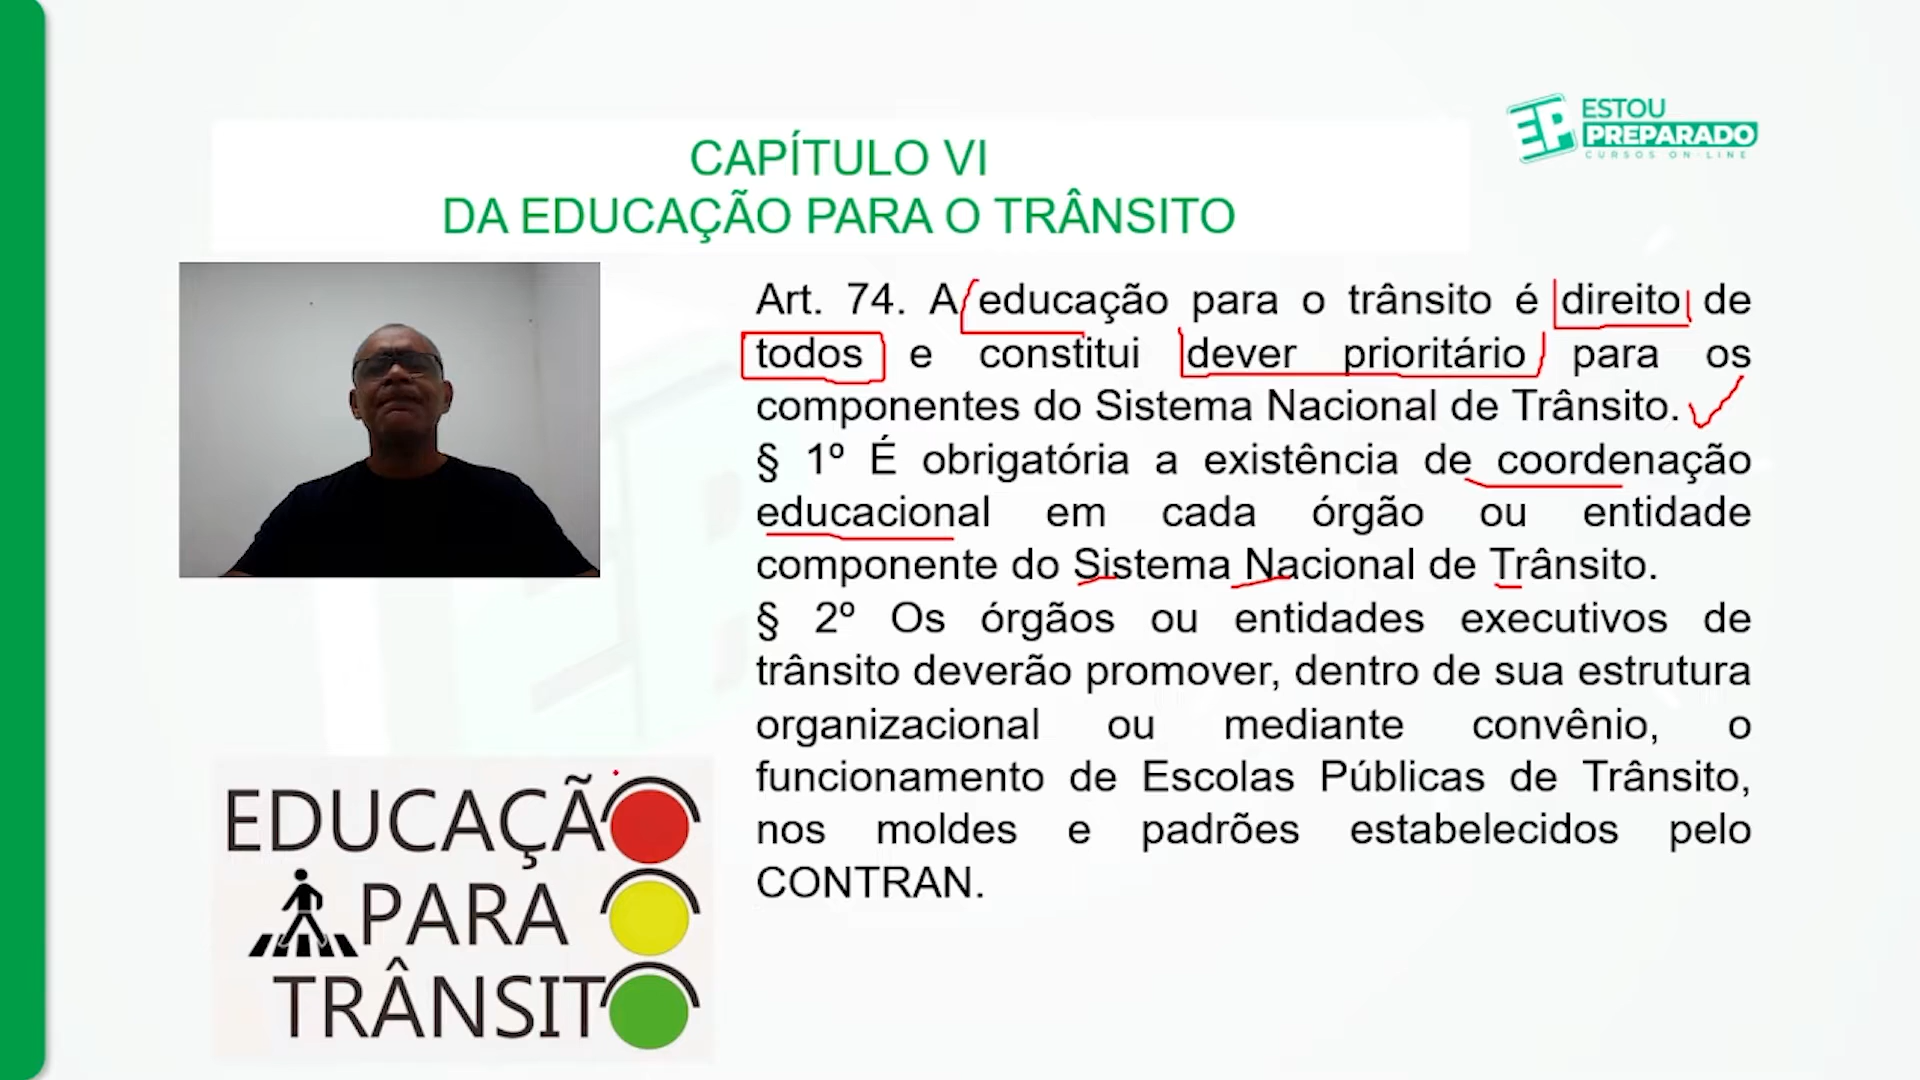 ESTOU
EP PREPARADO
CURSOS ON-LINE
CAPÍTULO VI
DA EDUCAÇÃO PARA O TRÂNSITO
Art. 74. A educação para o trânsito é direito de
todos e constitui dever prioritário para os
componentes do Sistema Nacional de Trânsito.
§ 1º É obrigatória a existência de coordenação
educacional em cada órgão ou entidade
componente do Sistema Nacional de Trânsito.
§ 2º Os órgãos ou entidades executivos de
trânsito deverão promover, dentro de sua estrutura
organizacional ou mediante convênio, o
funcionamento de Escolas Públicas de Trânsito,
nos moldes e padrões estabelecidos pelo
CONTRAN.
EDUCAÇÃO
PARA
TRÂNSITO